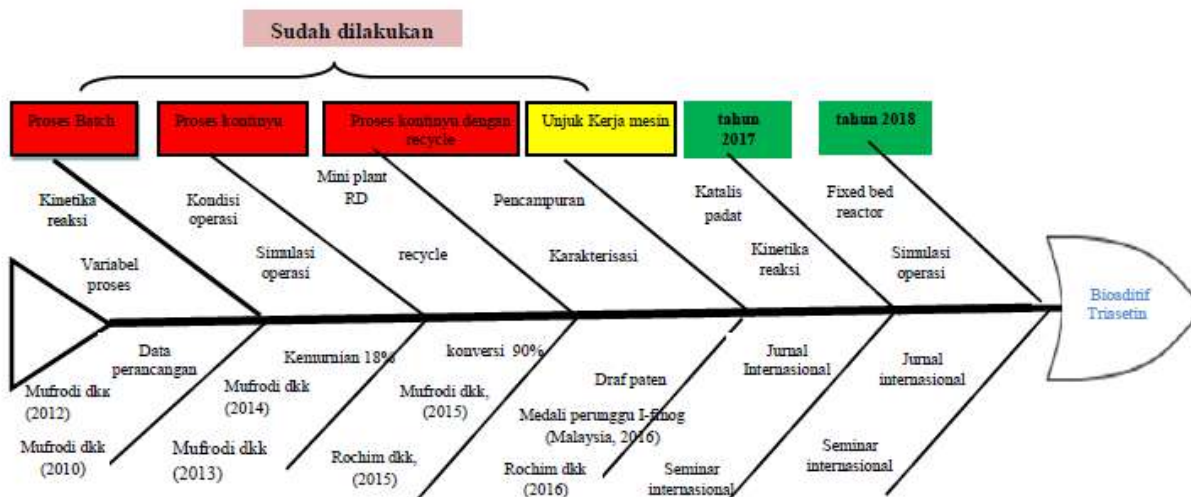 Sudah dilakukan
Proses Batch
Proses kontinyu
Proses kontinyu dengan
recycle
Unjuk Kerja mesin
tahun
2017
tahun 2018
Kinetika
reaksi
Variabel
proses
Kondisi
operasi
Simulasi
operasi
Mini plant
RD
recycle
Pencampuran
Karakterisasi
Katalis
padat
Kinetika
reaksi
Fixed bed
reactor
Simulasi
operasi
Bioaditif
Triasetin
Data
perancangan
Mufrodi dkk
(2012)
Mufrodi dkk
(2010)
Kemurnian 18%
Mufrodi dkk
(2014)
Mufrodi dkk
(2013)
konversi 90%
Mufrodi dkk,
(2015)
Rochim dkk,
(2015)
Draf paten
Medali perunggu
(Malaysia, 2016)
Rochim dkk
(2016)
Jurnal
Internasional
Seminar
internasional
Jurnal
internasional
Seminar
internasional